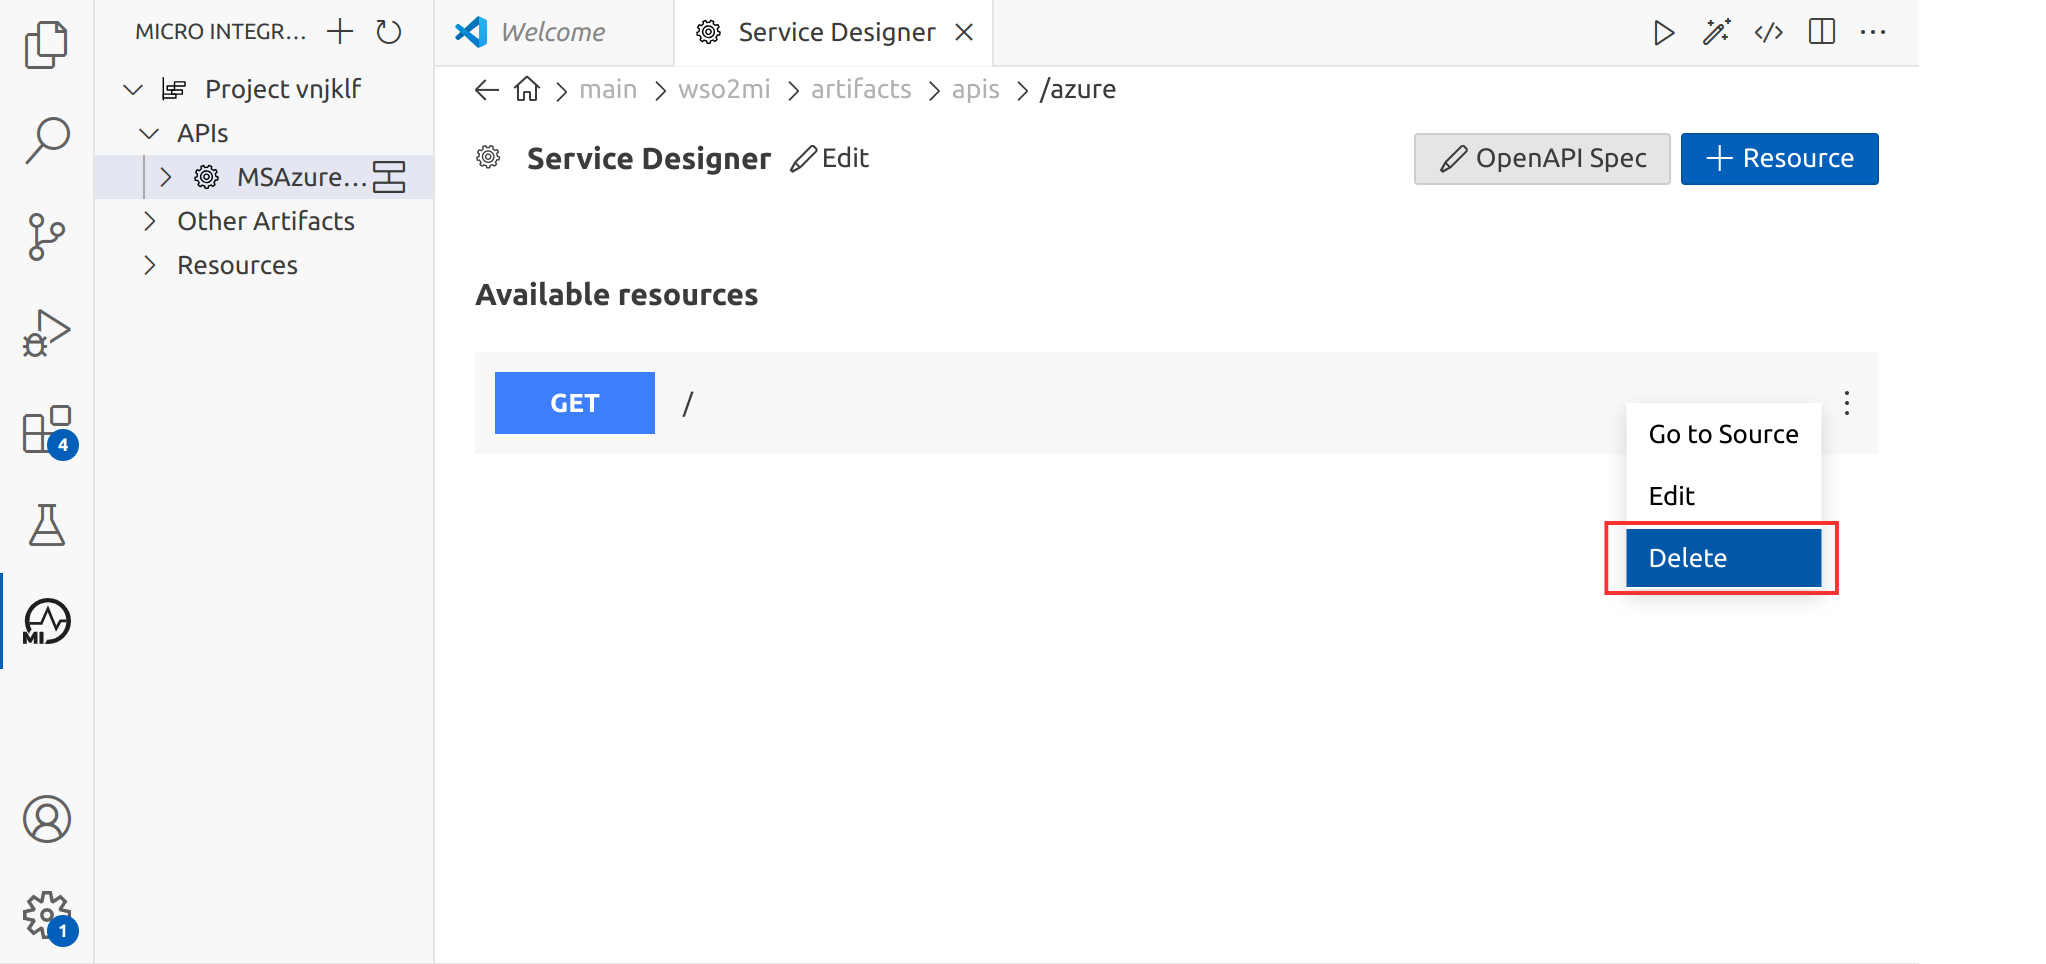 MICRO INTEGR...
Project vnjklf
APIs
MSAzure...
Other Artifacts
Resources
4
MI
1
Welcome
Service Designer
main > wso2mi > artifacts > apis > /azure
Service Designer Edit
OpenAPI Spec
Resource
Available resources
GET /
Go to Source
Edit
Delete